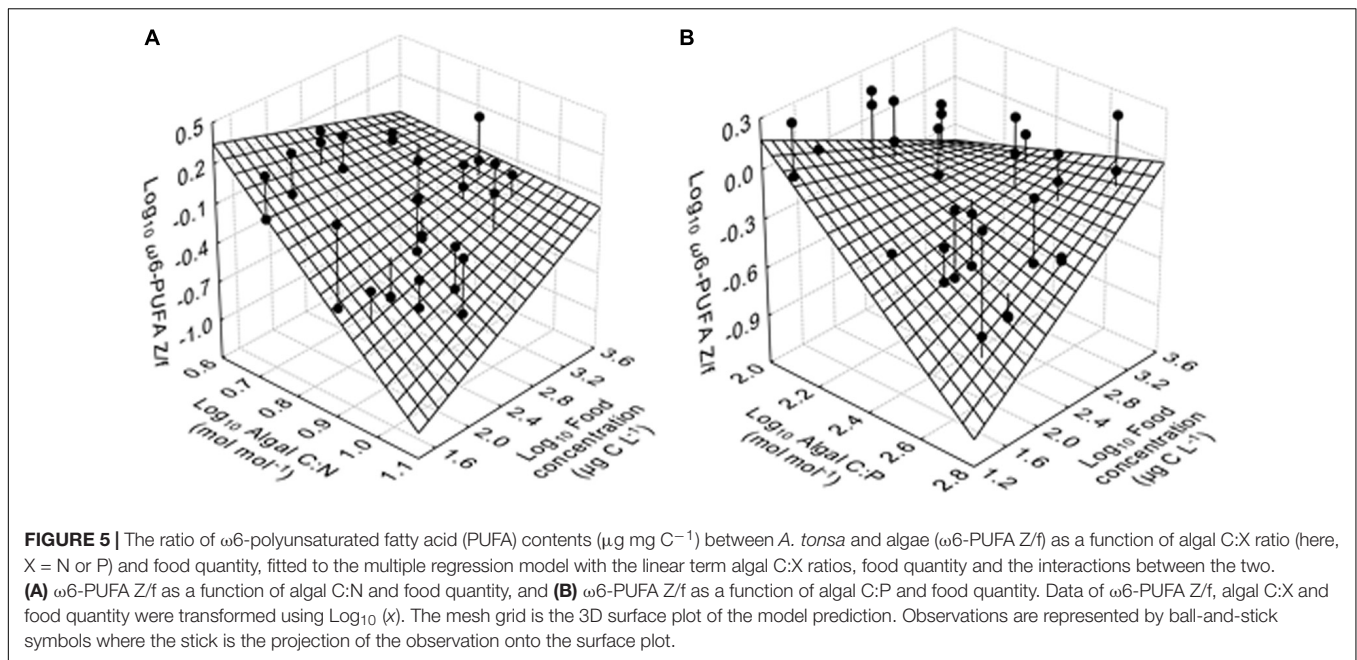 A
0.5
0.2
-0.1
-0.4
-0.7
-1.0
Log₁₀ ω6-PUFA Z/f
0.6
0.7
0.8
0.9
1.0
1.1
Log₁₀ Algal C:N
(mol mol⁻¹)
1.6
2.0
2.4
2.8
3.2
3.6
Log₁₀ Food
concentration
(μg C L⁻¹)
B
0.3
0.0
-0.3
-0.6
-0.9
Log₁₀ ω6-PUFA Z/f
2.0
2.2
2.4
2.6
2.8
Log₁₀ Algal C:P
(mol mol⁻¹)
1.2
1.6
2.0
2.4
2.8
3.2
3.6
Log₁₀ Food
concentration
(μg C L⁻¹)
FIGURE 5 | The ratio of ω6-polyunsaturated fatty acid (PUFA) contents (μg mg C⁻¹) between A. tonsa and algae (ω6-PUFA Z/f) as a function of algal C:X ratio (here,
X = N or P) and food quantity, fitted to the multiple regression model with the linear term algal C:X ratios, food quantity and the interactions between the two.
(A) ω6-PUFA Z/f as a function of algal C:N and food quantity, and (B) ω6-PUFA Z/f as a function of algal C:P and food quantity. Data of ω6-PUFA Z/f, algal C:X and
food quantity were transformed using Log₁₀ (x). The mesh grid is the 3D surface plot of the model prediction. Observations are represented by ball-and-stick
symbols where the stick is the projection of the observation onto the surface plot.